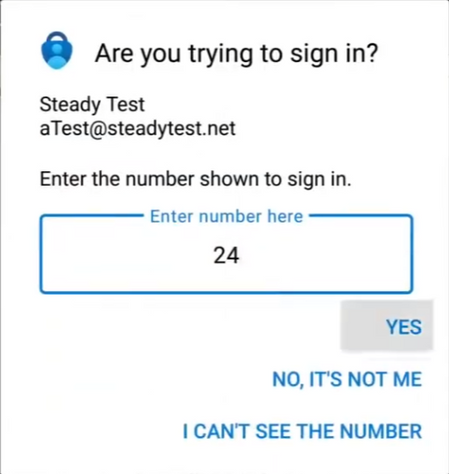 Are you trying to sign in?
Steady Test
aTest@steadytest.net
Enter the number shown to sign in.
Enter number here
24
YES
NO, IT'S NOT ME
I CAN'T SEE THE NUMBER